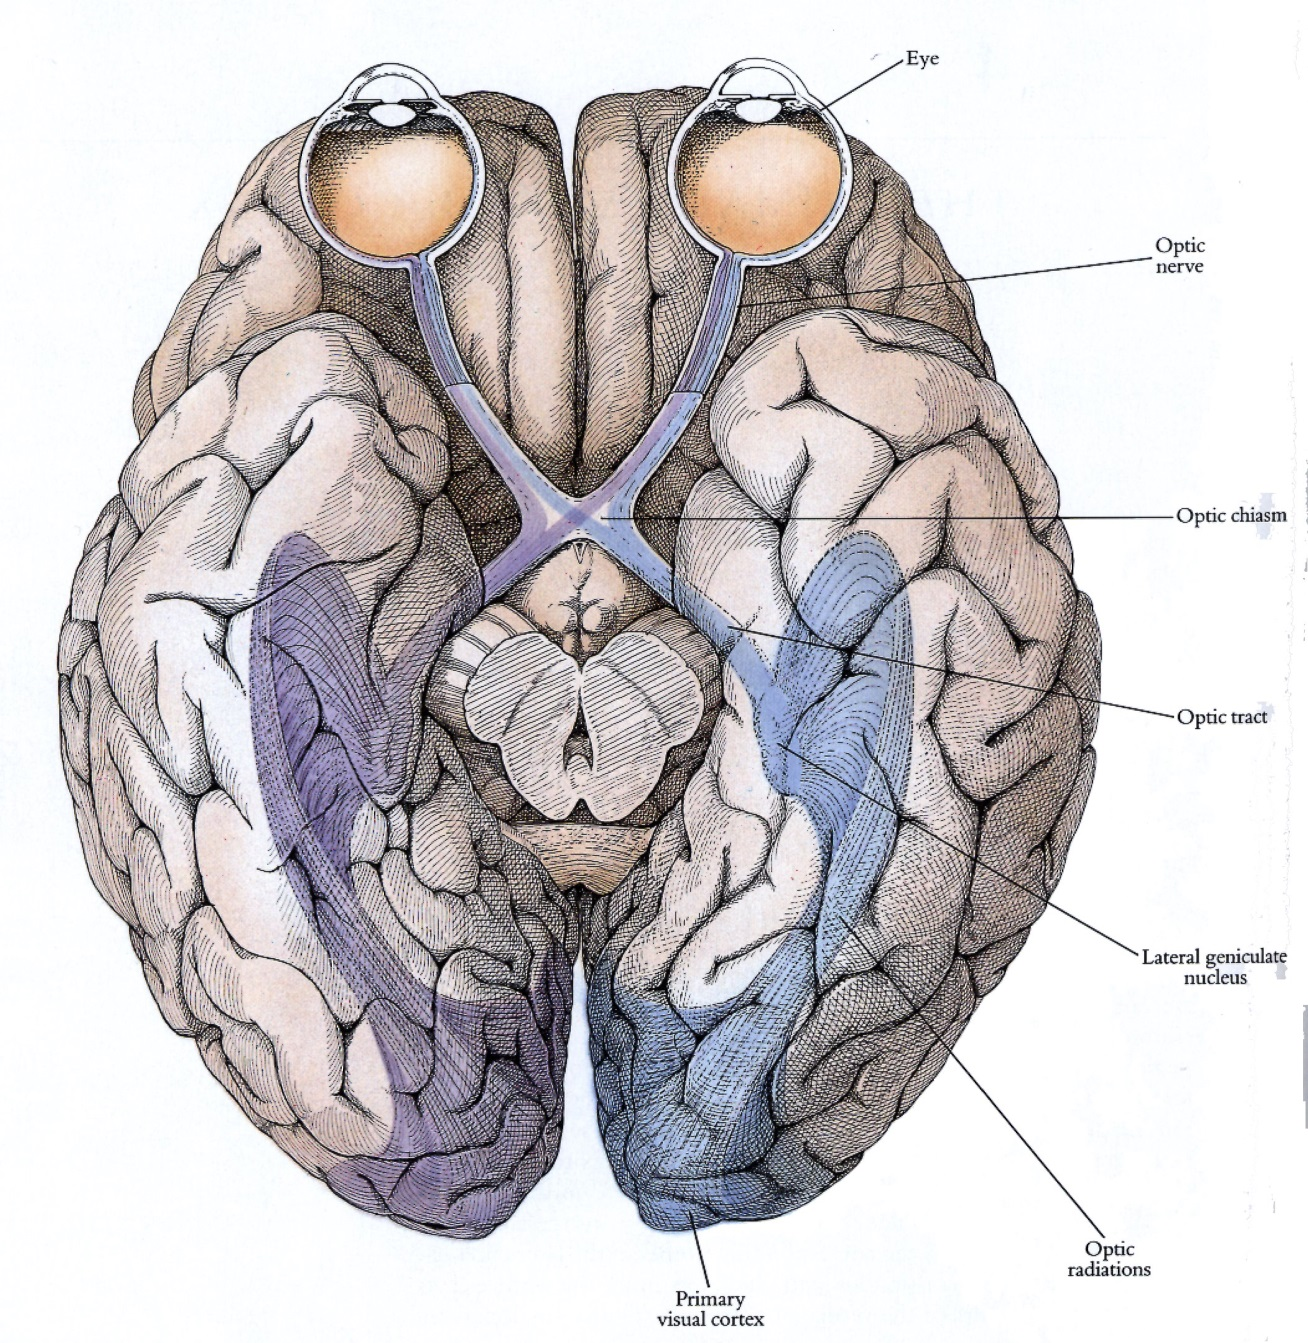 Eye
Optic
nerve
Optic chiasm
Optic tract
Lateral geniculate
nucleus
Optic
radiations
Primary
visual cortex